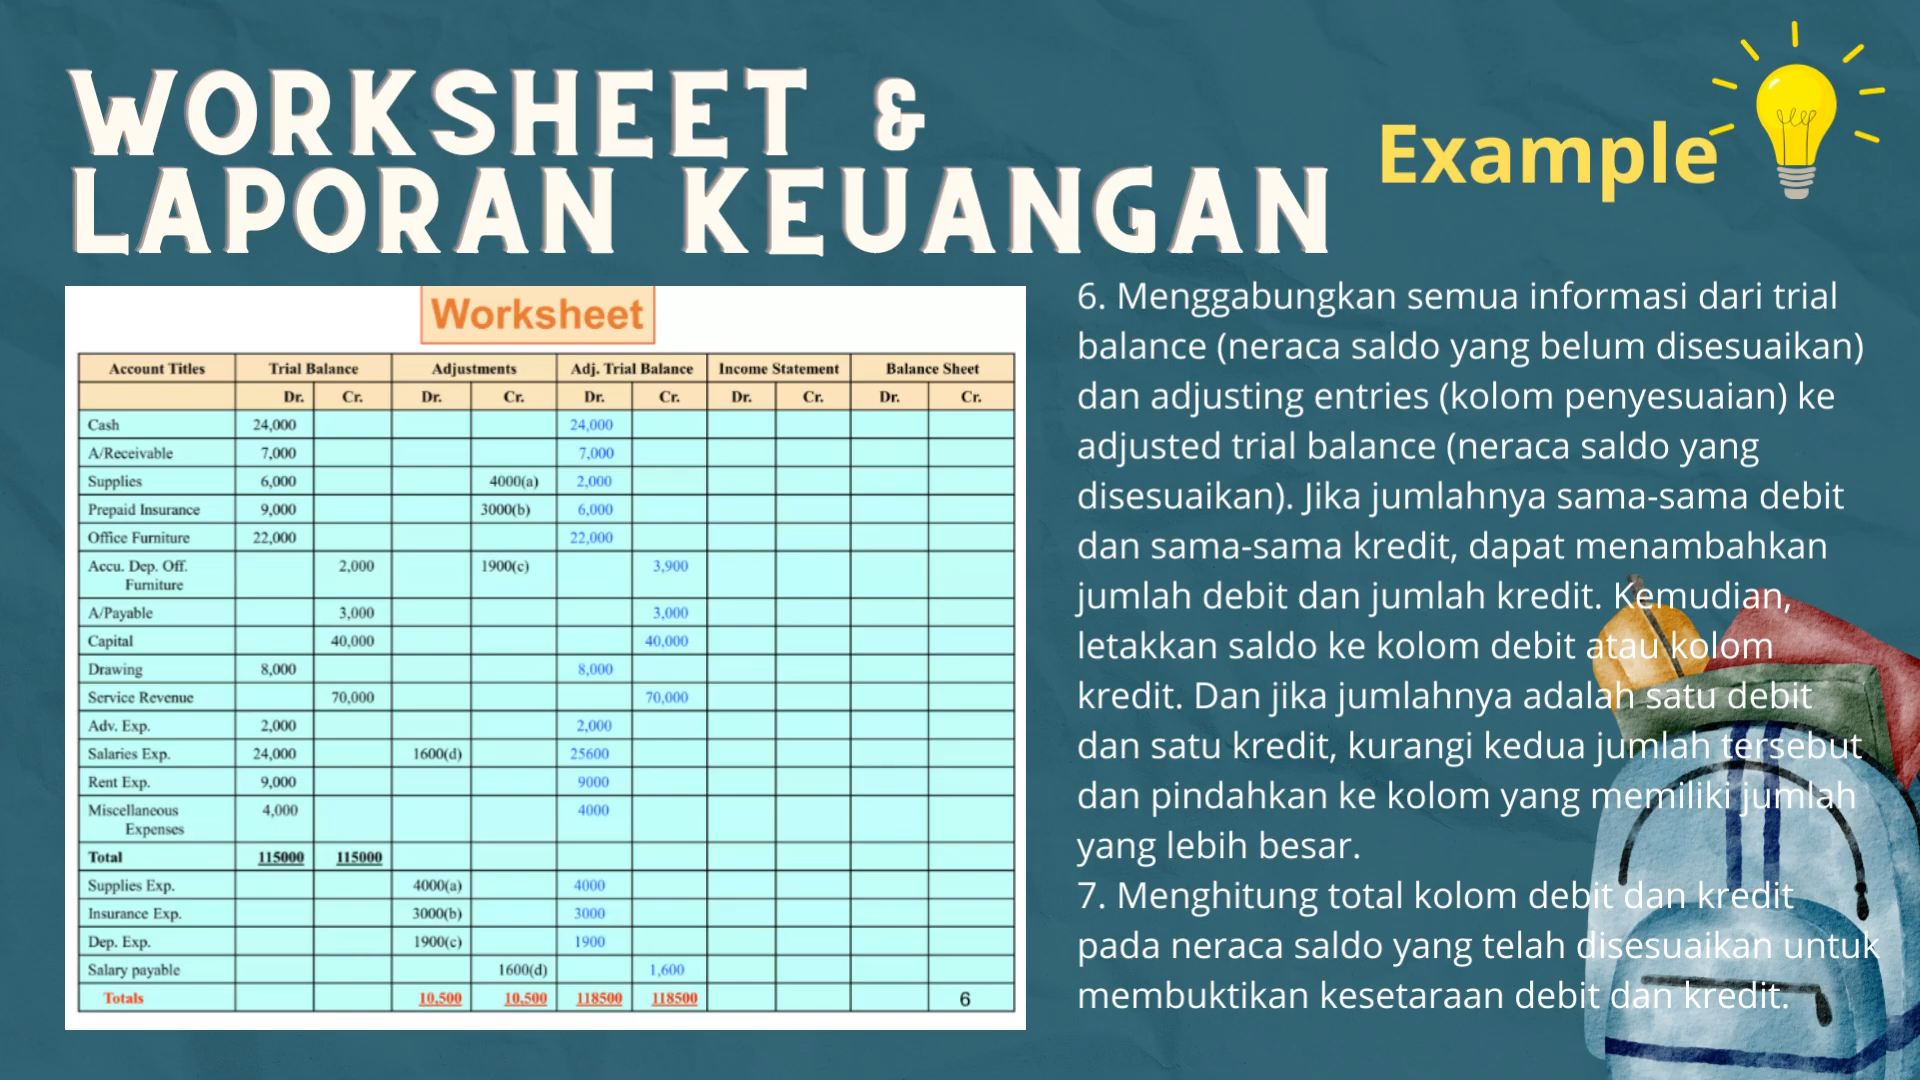 WORKSHEET &
LAPORAN KEUANGAN
Example
Worksheet
Account Titles Trial Balance Adjustments Adj. Trial Balance Income Statement Balance Sheet
Dr. Cr. Dr. Cr. Dr. Cr. Dr. Cr. Dr. Cr.
Cash 24,000 24,000
A/Receivable 7,000 7,000
Supplies 6,000 4000(a) 2,000
Prepaid Insurance 9,000 3000(b) 6,000
Office Furniture 22,000 22,000
Accu. Dep. Off. 2,000 1900(c) 3,900
Furniture
A/Payable 3,000 3,000
Capital 40,000 40,000
Drawing 8,000 8,000
Service Revenue 70,000 70,000
Adv. Exp. 2,000 2,000
Salaries Exp. 24,000 1600(d) 25600
Rent Exp. 9,000 9000
Miscellaneous 4,000 4000
Expenses
Total 115000 115000
Supplies Exp. 4000(a) 4000
Insurance Exp. 3000(b) 3000
Dep. Exp. 1900(c) 1900
Salary payable 1600(d) 1,600
Totals 10,500 10,500 118500 118500 6
6. Menggabungkan semua informasi dari trial
balance (neraca saldo yang belum disesuaikan)
dan adjusting entries (kolom penyesuaian) ke
adjusted trial balance (neraca saldo yang
disesuaikan). Jika jumlahnya sama-sama debit
dan sama-sama kredit, dapat menambahkan
jumlah debit dan jumlah kredit. Kemudian,
letakkan saldo ke kolom debit atau kolom
kredit. Dan jika jumlahnya adalah satu debit
dan satu kredit, kurangi kedua jumlah tersebut
dan pindahkan ke kolom yang memiliki jumlah
yang lebih besar.
7. Menghitung total kolom debit dan kredit
pada neraca saldo yang telah disesuaikan untuk
membuktikan kesetaraan debit dan kredit.